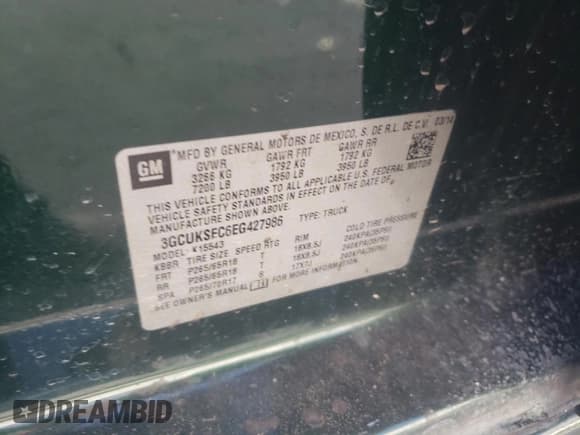 GM
*MFD BY GENERAL MOTORS DE MEXICO, S. DE R.L. DE C.V. 03/14
GVWR GAWR FRT GAWR RR
3266 KG 1792 KG 1792 KG
7200 LB 3950 LB 3950 LB
THIS VEHICLE CONFORMS TO ALL APPLICABLE U.S. FEDERAL MOTOR
VEHICLE SAFETY STANDARDS IN EFFECT ON THE DATE OF MANUFACTURE SHOWN ABOVE.*
3GCUKSEC6EG427986 TYPE: TRUCK
MODEL: K15543
KBBR TIRE SIZE SPEED RTG RIM COLD TIRE PRESSURE
FRT P265/65R18 T 18X8.5J 240KPA(35PSI)
RR P265/65R18 T 18X8.5J 240KPA(35PSI)
SPA P265/70R17 S 17X7J 240KPA(35PSI)
SEE OWNER'S MANUAL
DREAMBID